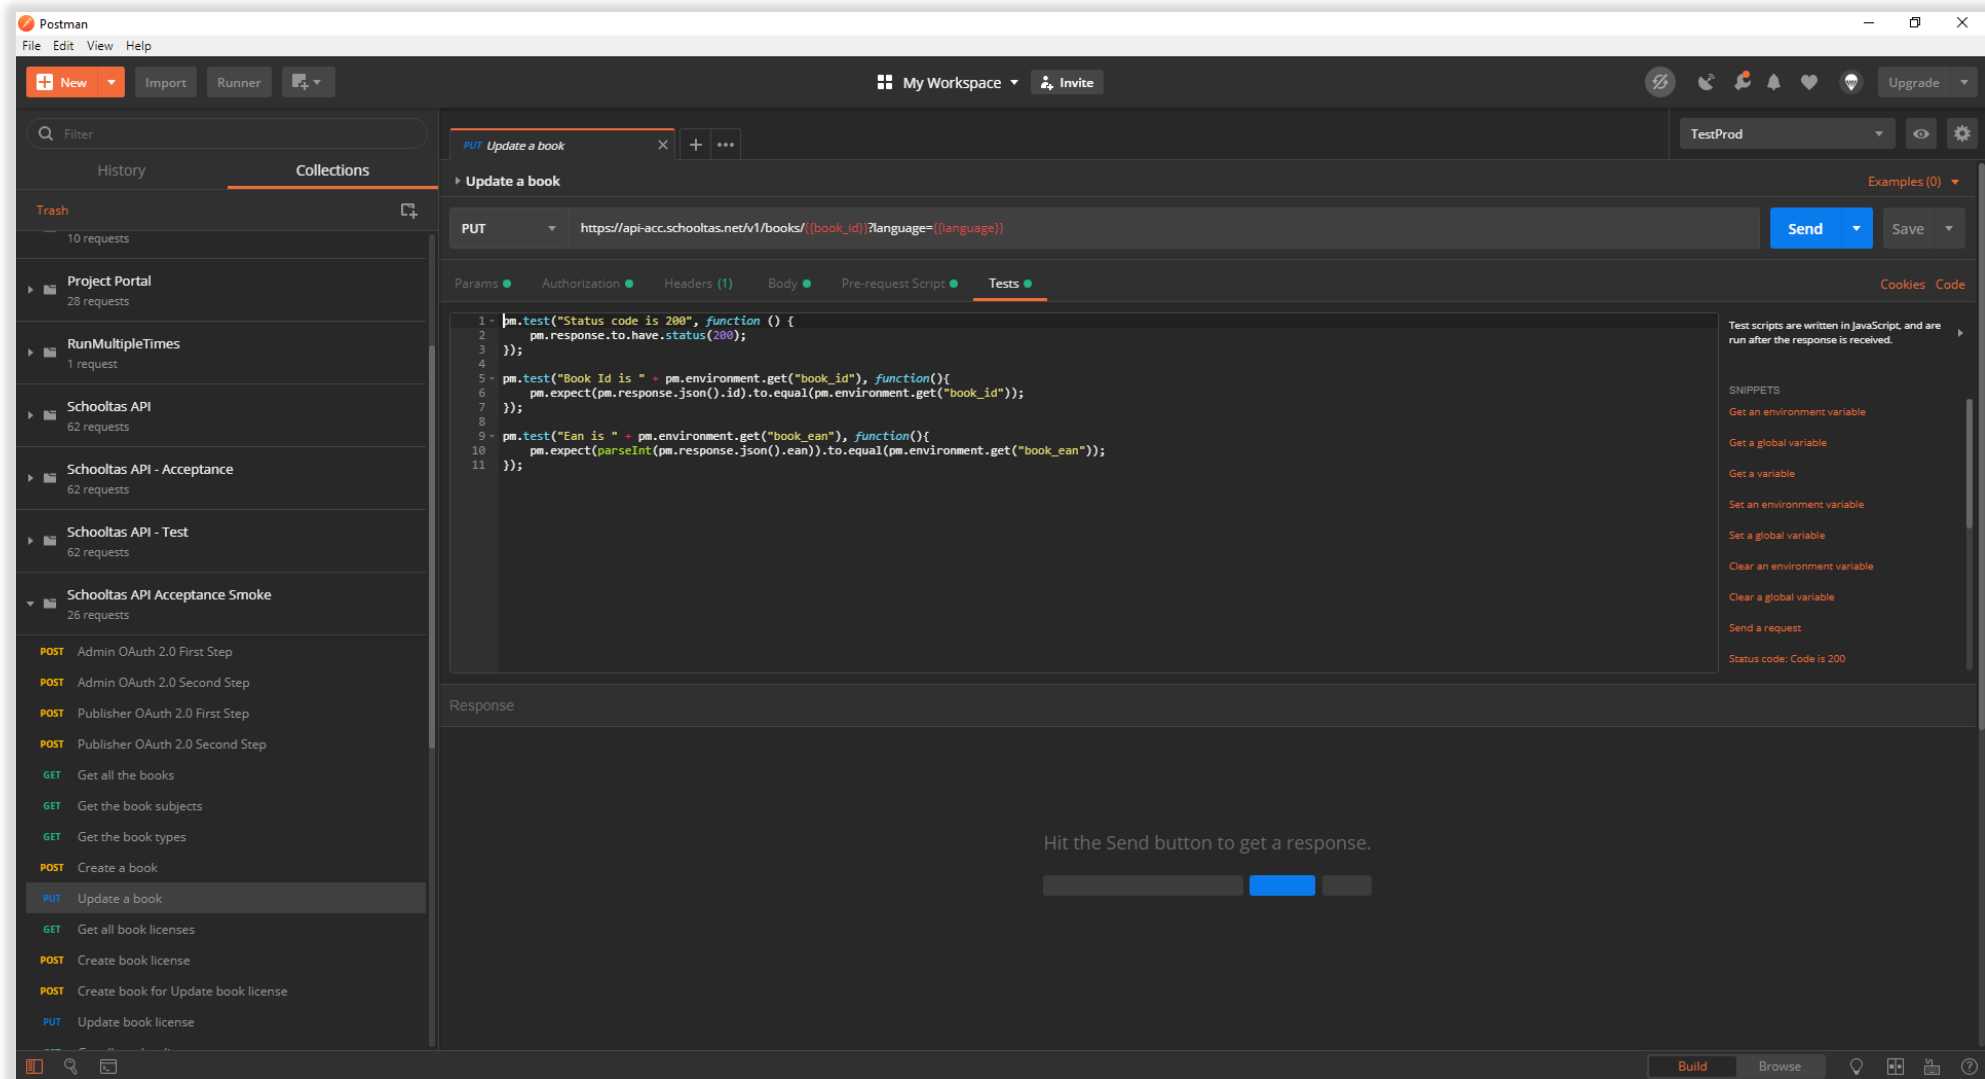 Postman
File Edit View Help
New
Import
Runner
My Workspace
Invite
Upgrade
Filter
History
Collections
Trash
10 requests
Project Portal
28 requests
RunMultipleTimes
1 request
Schooltas API
62 requests
Schooltas API - Acceptance
62 requests
Schooltas API - Test
62 requests
Schooltas API Acceptance Smoke
26 requests
POST Admin OAuth 2.0 First Step
POST Admin OAuth 2.0 Second Step
POST Publisher OAuth 2.0 First Step
POST Publisher OAuth 2.0 Second Step
GET Get all the books
GET Get the book subjects
GET Get the book types
POST Create a book
PUT Update a book
GET Get all book licenses
POST Create book license
POST Create book for Update book license
PUT Update book license
PUT Update a book
TestProd
Update a book
Examples (0)
PUT
https://api-acc.schooltas.net/v1/books/{{book_id}}?language={{language}}
Send
Save
Params
Authorization
Headers (1)
Body
Pre-request Script
Tests
Cookies
Code
1 pm.test("Status code is 200", function () {
2 pm.response.to.have.status(200);
3 });
4
5 pm.test("Book Id is " + pm.environment.get("book_id"), function(){
6 pm.expect(pm.response.json().id).to.equal(pm.environment.get("book_id"));
7 });
8
9 pm.test("Ean is " + pm.environment.get("book_ean"), function(){
10 pm.expect(parseInt(pm.response.json().ean)).to.equal(pm.environment.get("book_ean"));
11 });
Test scripts are written in JavaScript, and are
run after the response is received.
SNIPPETS
Get an environment variable
Get a global variable
Get a variable
Set an environment variable
Set a global variable
Clear an environment variable
Clear a global variable
Send a request
Status code: Code is 200
Response
Hit the Send button to get a response.
Build
Browse